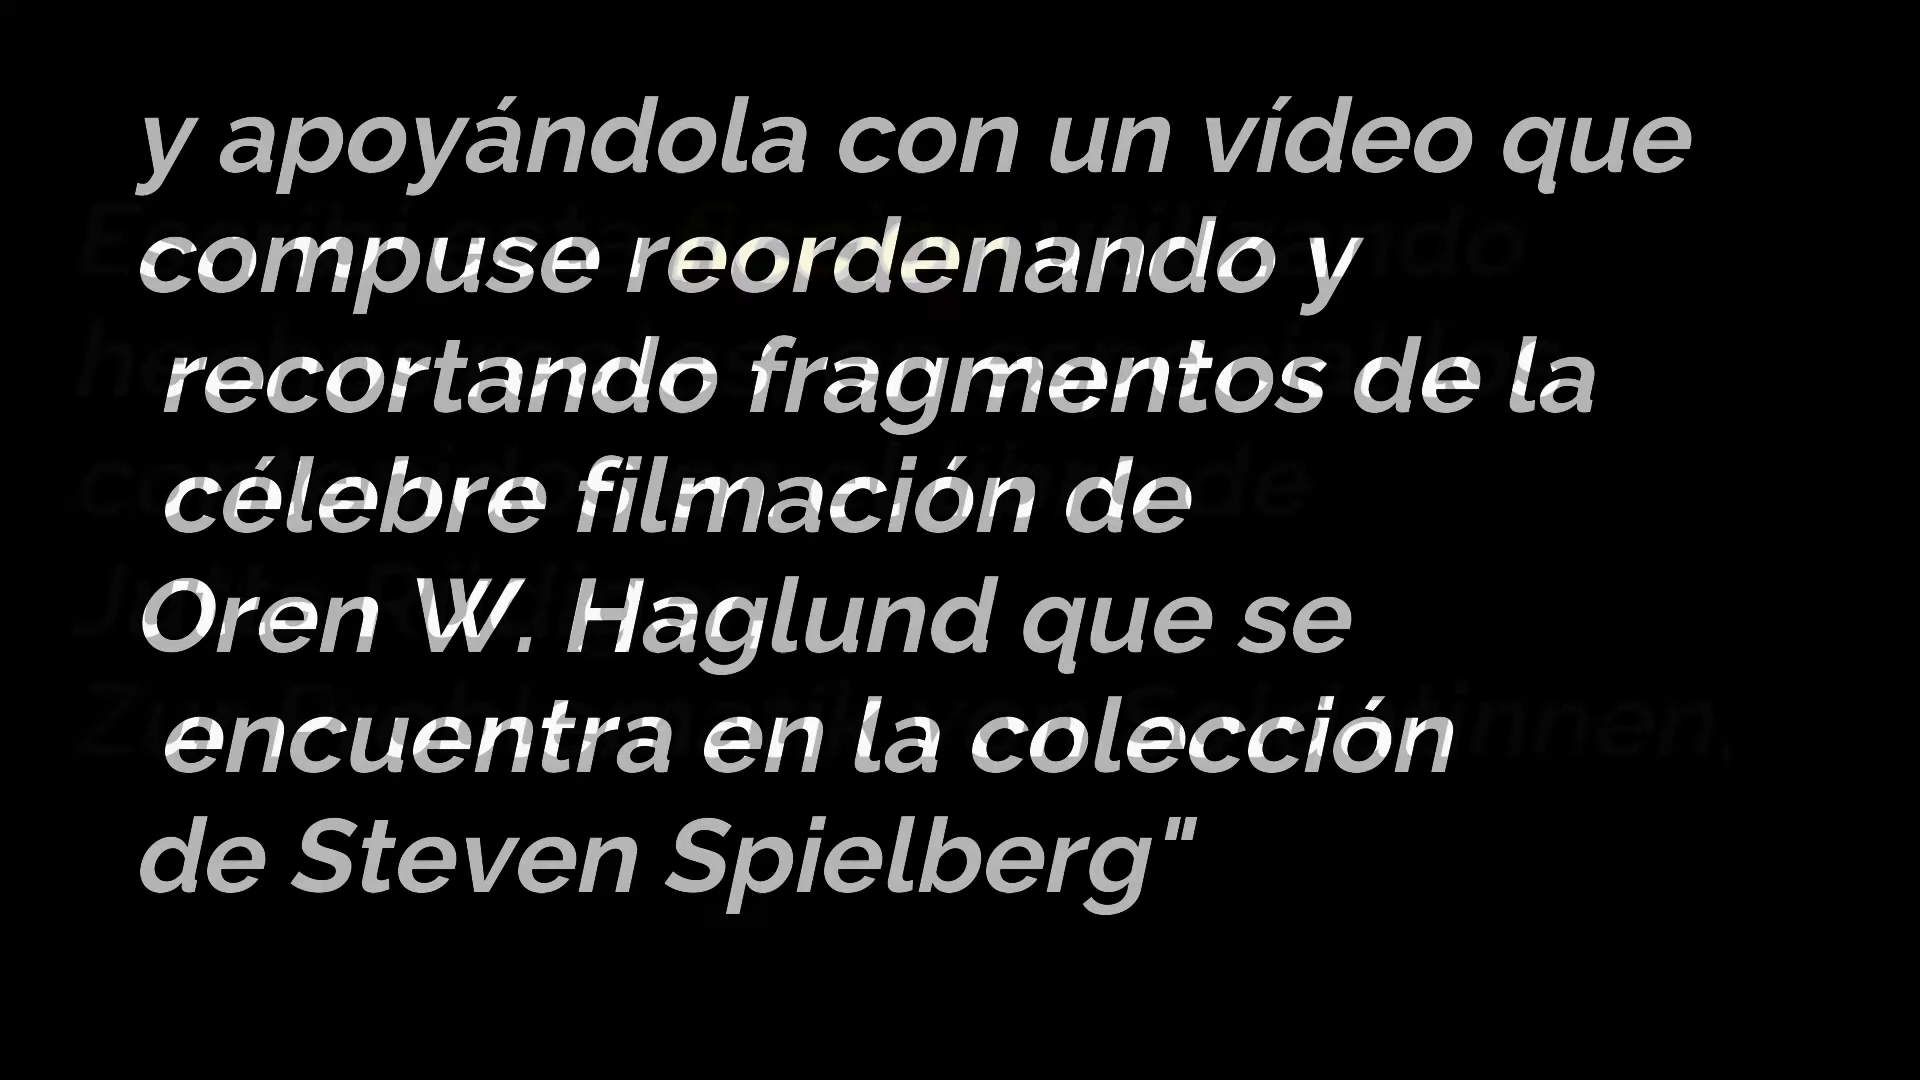 y apoyándola con un vídeo que
compuse reordenando y
recortando fragmentos de la
célebre filmación de
Oren W. Haglund que se
encuentra en la colección
de Steven Spielberg"